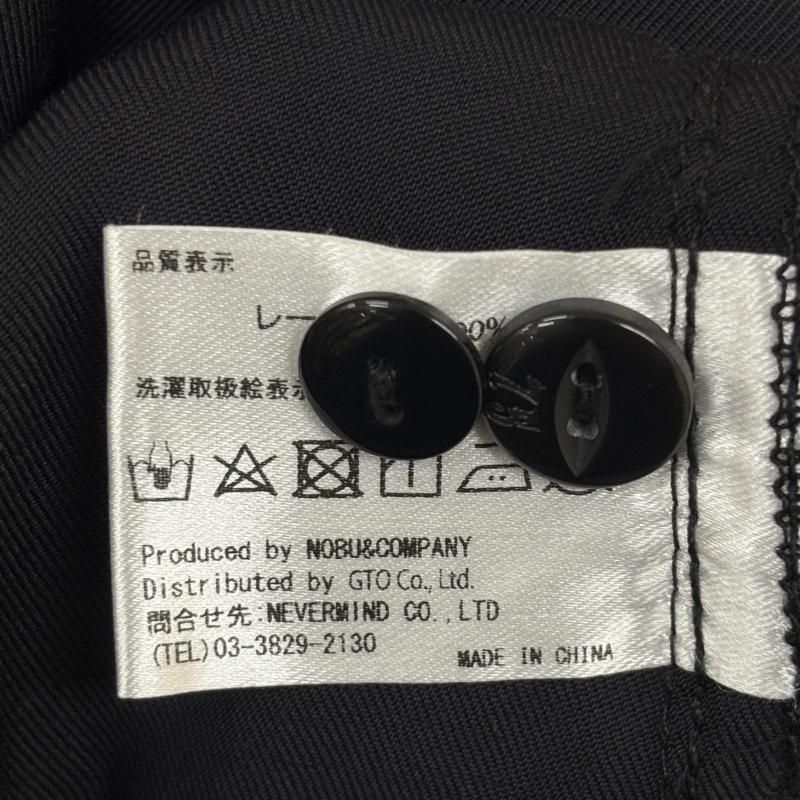 品質表示
レー 00%
洗濯取扱絵表示
Produced by NOBU&COMPANY
Distributed by GTO Co., Ltd.
問合せ先:NEVERMIND CO.,LTD
(TEL)03-3829-2130
MADE IN CHINA